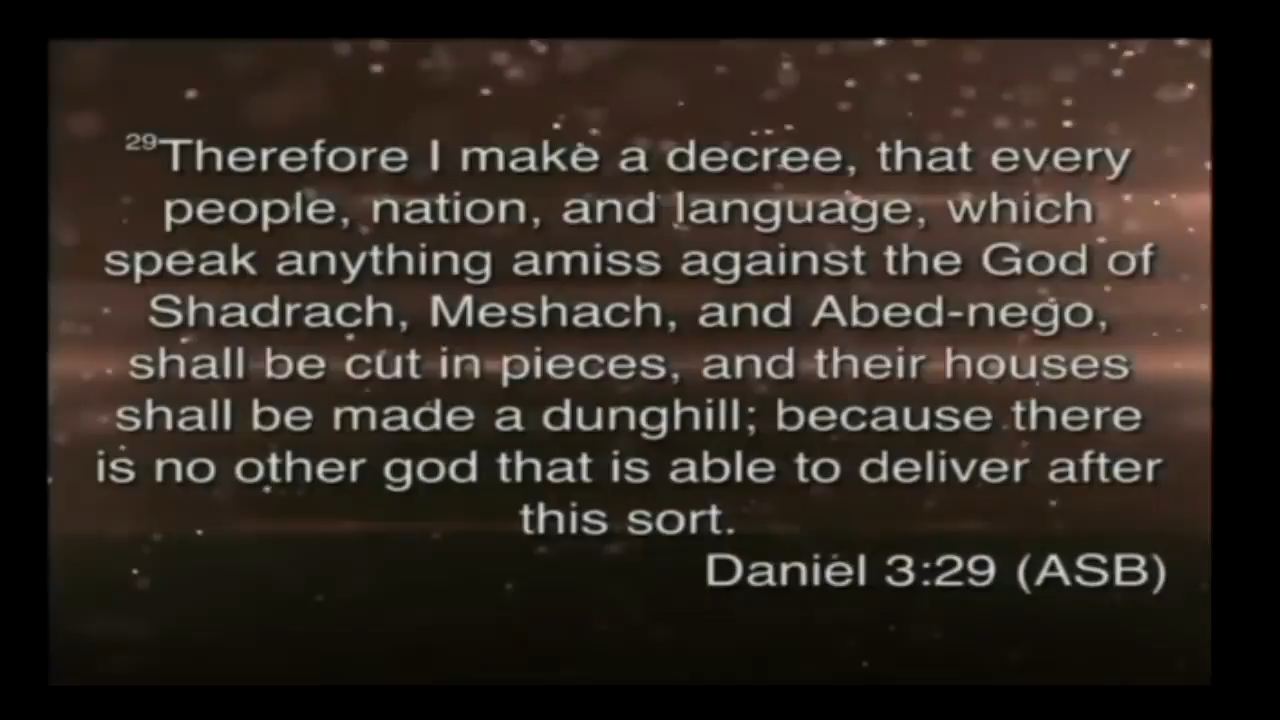 29Therefore I make a decree, that every
people, nation, and language, which
speak anything amiss against the God of
Shadrach, Meshach, and Abed-nego,
shall be cut in pieces, and their houses
shall be made a dunghill; because there
is no other god that is able to deliver after
this sort.
Daniel 3:29 (ASB)